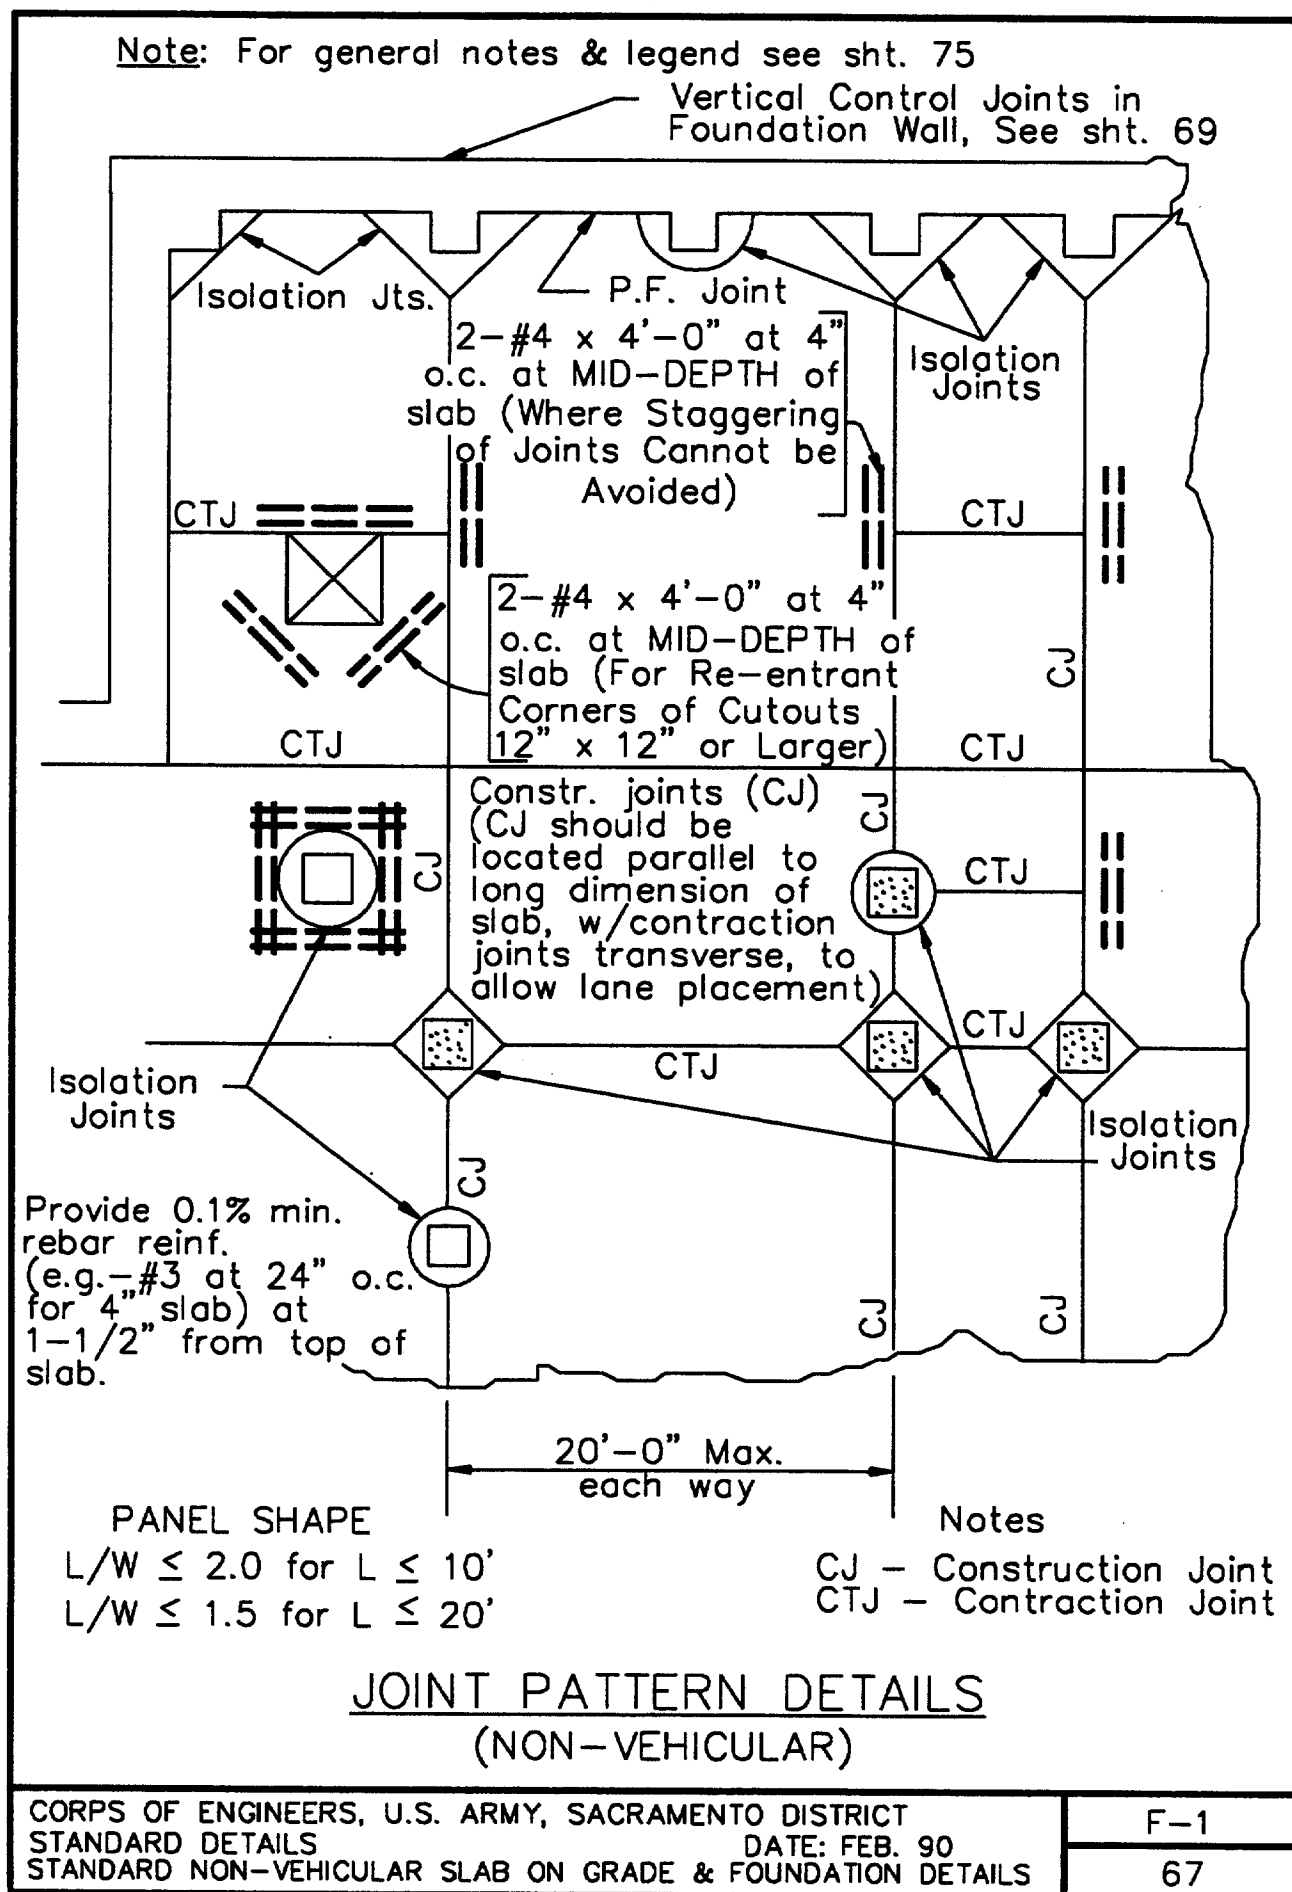 Note: For general notes & legend see sht. 75
Vertical Control Joints in
Foundation Wall, See sht. 69
Isolation Jts.
P.F. Joint
2-#4 x 4'-0" at 4"
o.c. at MID-DEPTH of
slab (Where Staggering
of Joints Cannot be
Avoided)
Isolation
Joints
CTJ
CTJ
2-#4 x 4'-0" at 4"
o.c. at MID-DEPTH of
slab (For Re-entrant
Corners of Cutouts
12" x 12" or Larger)
CJ
CTJ
CTJ
Constr. joints (CJ)
(CJ should be
located parallel to
long dimension of
slab, w/contraction
joints transverse, to
allow lane placement)
CJ
CJ
CTJ
CTJ
CTJ
Isolation
Joints
Isolation
Joints
CJ
Provide 0.1% min.
rebar reinf.
(e.g.-#3 at 24" o.c.
for 4" slab) at
1-1/2" from top of
slab.
CJ
CJ
20'-0" Max.
each way
PANEL SHAPE
L/W ≤ 2.0 for L ≤ 10'
L/W ≤ 1.5 for L ≤ 20'
Notes
CJ - Construction Joint
CTJ - Contraction Joint
JOINT PATTERN DETAILS
(NON-VEHICULAR)
CORPS OF ENGINEERS, U.S. ARMY, SACRAMENTO DISTRICT
STANDARD DETAILS DATE: FEB. 90
STANDARD NON-VEHICULAR SLAB ON GRADE & FOUNDATION DETAILS
F-1
67